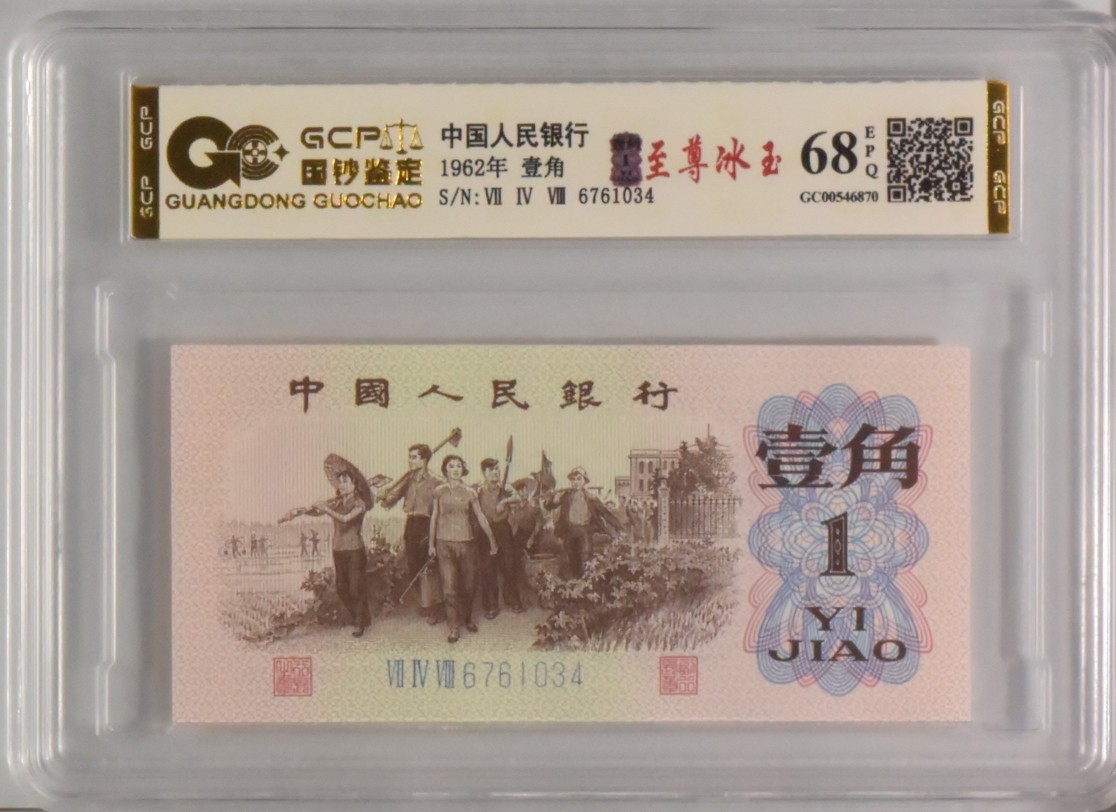 GCP GCP
GCP
国钞鉴定
GUANGDONG GUOCHAO
中国人民银行
1962年 壹角
S/N: Ⅶ Ⅳ Ⅷ 6761034
至尊冰玉
68
EPQ
GC00546870
GCP GCP
中國人民銀行
壹角
1
YI
JIAO
Ⅶ Ⅳ Ⅷ 6761034